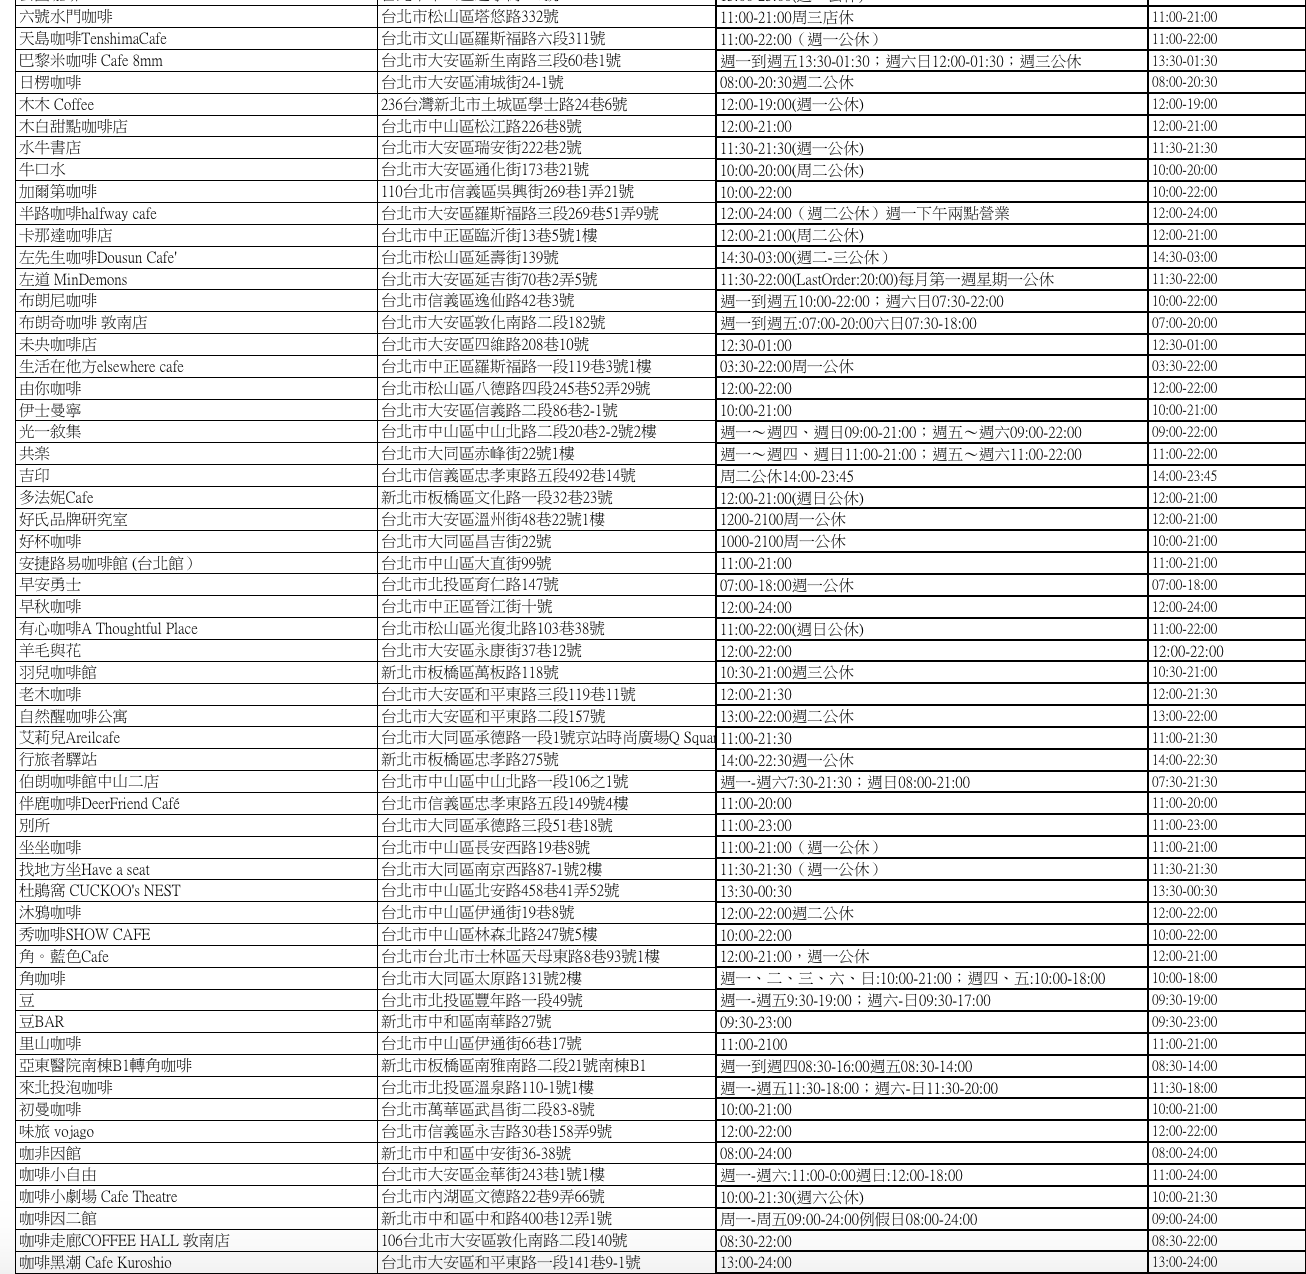 六號水門咖啡 台北市松山區塔悠路332號 11:00-21:00周三店休 11:00-21:00
天島咖啡TenshimaCafe 台北市文山區羅斯福路六段311號 11:00-22:00（週一公休） 11:00-22:00
巴黎米咖啡 Cafe 8mm 台北市大安區新生南路三段60巷1號 週一到週五13:30-01:30；週六日12:00-01:30；週三公休 13:30-01:30
日楞咖啡 台北市大安區浦城街24-1號 08:00-20:30週二公休 08:00-20:30
木木 Coffee 236台灣新北市土城區學士路24巷6號 12:00-19:00(週一公休) 12:00-19:00
木白甜點咖啡店 台北市中山區松江路226巷8號 12:00-21:00 12:00-21:00
水牛書店 台北市大安區瑞安街222巷2號 11:30-21:30(週一公休) 11:30-21:30
牛口水 台北市大安區通化街173巷21號 10:00-20:00(周二公休) 10:00-20:00
加爾第咖啡 110台北市信義區吳興街269巷1弄21號 10:00-22:00 10:00-22:00
半路咖啡halfway cafe 台北市大安區羅斯福路三段269巷51弄9號 12:00-24:00（週二公休）週一下午兩點營業 12:00-24:00
卡那達咖啡店 台北市中正區臨沂街13巷5號1樓 12:00-21:00(周二公休) 12:00-21:00
左先生咖啡Dousun Cafe' 台北市松山區延壽街139號 14:30-03:00(週二-三公休） 14:30-03:00
左道 MinDemons 台北市大安區延吉街70巷2弄5號 11:30-22:00(LastOrder:20:00)每月第一週星期一公休 11:30-22:00
布朗尼咖啡 台北市信義區逸仙路42巷3號 週一到週五10:00-22:00；週六日07:30-22:00 10:00-22:00
布朗奇咖啡 敦南店 台北市大安區敦化南路二段182號 週一到週五:07:00-20:00六日07:30-18:00 07:00-20:00
未央咖啡店 台北市大安區四維路208巷10號 12:30-01:00 12:30-01:00
生活在他方elsewhere cafe 台北市中正區羅斯福路一段119巷3號1樓 03:30-22:00周一公休 03:30-22:00
由你咖啡 台北市松山區八德路四段245巷52弄29號 12:00-22:00 12:00-22:00
伊士曼寧 台北市大安區信義路二段86巷2-1號 10:00-21:00 10:00-21:00
光一敘集 台北市中山區中山北路二段20巷2-2號2樓 週一～週四、週日09:00-21:00；週五～週六09:00-22:00 09:00-22:00
共楽 台北市大同區赤峰街22號1樓 週一～週四、週日11:00-21:00；週五～週六11:00-22:00 11:00-22:00
吉印 台北市信義區忠孝東路五段492巷14號 周二公休14:00-23:45 14:00-23:45
多法妮Cafe 新北市板橋區文化路一段32巷23號 12:00-21:00(週日公休) 12:00-21:00
好氏品牌研究室 台北市大安區溫州街48巷22號1樓 1200-2100周一公休 12:00-21:00
好杯咖啡 台北市大同區昌吉街22號 1000-2100周一公休 10:00-21:00
安捷路易咖啡館 (台北館） 台北市中山區大直街99號 11:00-21:00 11:00-21:00
早安勇士 台北市北投區育仁路147號 07:00-18:00週一公休 07:00-18:00
早秋咖啡 台北市中正區晉江街十號 12:00-24:00 12:00-24:00
有心咖啡A Thoughtful Place 台北市松山區光復北路103巷38號 11:00-22:00(週日公休) 11:00-22:00
羊毛與花 台北市大安區永康街37巷12號 12:00-22:00 12:00-22:00
羽兒咖啡館 新北市板橋區萬板路118號 10:30-21:00週三公休 10:30-21:00
老木咖啡 台北市大安區和平東路三段119巷11號 12:00-21:30 12:00-21:30
自然醒咖啡公寓 台北市大安區和平東路二段157號 13:00-22:00週二公休 13:00-22:00
艾莉兒Areilcafe 台北市大同區承德路一段1號京站時尚廣場Q Squa 11:00-21:30 11:00-21:30
行旅者驛站 新北市板橋區忠孝路275號 14:00-22:30週一公休 14:00-22:30
伯朗咖啡館中山二店 台北市中山區中山北路一段106之1號 週一-週六7:30-21:30；週日08:00-21:00 07:30-21:30
伴鹿咖啡DeerFriend Café 台北市信義區忠孝東路五段149號4樓 11:00-20:00 11:00-20:00
別所 台北市大同區承德路三段51巷18號 11:00-23:00 11:00-23:00
坐坐咖啡 台北市中山區長安西路19巷8號 11:00-21:00（週一公休） 11:00-21:00
找地方坐Have a seat 台北市大同區南京西路87-1號2樓 11:30-21:30（週一公休） 11:30-21:30
杜鵑窩 CUCKOO's NEST 台北市中山區北安路458巷41弄52號 13:30-00:30 13:30-00:30
沐鴉咖啡 台北市中山區伊通街19巷8號 12:00-22:00週二公休 12:00-22:00
秀咖啡SHOW CAFE 台北市中山區林森北路247號5樓 10:00-22:00 10:00-22:00
角。藍色Cafe 台北市台北市士林區天母東路8巷93號1樓 12:00-21:00，週一公休 12:00-21:00
角咖啡 台北市大同區太原路131號2樓 週一、二、三、六、日:10:00-21:00；週四、五:10:00-18:00 10:00-18:00
豆 台北市北投區豐年路一段49號 週一-週五9:30-19:00；週六-日09:30-17:00 09:30-19:00
豆BAR 新北市中和區南華路27號 09:30-23:00 09:30-23:00
里山咖啡 台北市中山區伊通街66巷17號 11:00-2100 11:00-21:00
亞東醫院南棟B1轉角咖啡 新北市板橋區南雅南路二段21號南棟B1 週一到週四08:30-16:00週五08:30-14:00 08:30-14:00
來北投泡咖啡 台北市北投區溫泉路110-1號1樓 週一-週五11:30-18:00；週六-日11:30-20:00 11:30-18:00
初曼咖啡 台北市萬華區武昌街二段83-8號 10:00-21:00 10:00-21:00
味旅 vojago 台北市信義區永吉路30巷158弄9號 12:00-22:00 12:00-22:00
咖非因館 新北市中和區中安街36-38號 08:00-24:00 08:00-24:00
咖啡小自由 台北市大安區金華街243巷1號1樓 週一-週六:11:00-0:00週日:12:00-18:00 11:00-24:00
咖啡小劇場 Cafe Theatre 台北市內湖區文德路22巷9弄66號 10:00-21:30(週六公休) 10:00-21:30
咖啡因二館 新北市中和區中和路400巷12弄1號 周一-周五09:00-24:00例假日08:00-24:00 09:00-24:00
咖啡走廊COFFEE HALL 敦南店 106台北市大安區敦化南路二段140號 08:30-22:00 08:30-22:00
咖啡黑潮 Cafe Kuroshio 台北市大安區和平東路一段141巷9-1號 13:00-24:00 13:00-24:00